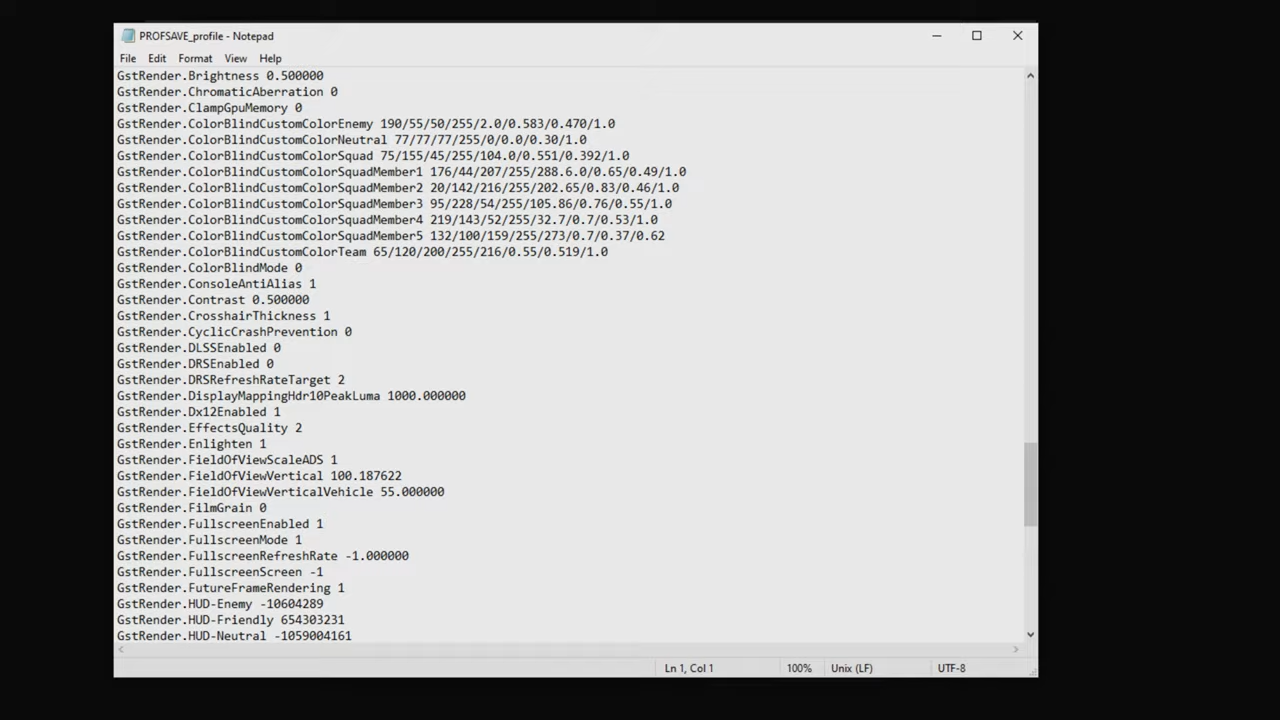 PROFSAVE_profile - Notepad
File Edit Format View Help
GstRender.Brightness 0.500000
GstRender.ChromaticAberration 0
GstRender.ClampGpuMemory 0
GstRender.ColorBlindCustomColorEnemy 190/55/50/255/2.0/0.583/0.470/1.0
GstRender.ColorBlindCustomColorNeutral 77/77/77/255/0/0.0/0.30/1.0
GstRender.ColorBlindCustomColorSquad 75/155/45/255/104.0/0.551/0.392/1.0
GstRender.ColorBlindCustomColorSquadMember1 176/44/207/255/288.6.0/0.65/0.49/1.0
GstRender.ColorBlindCustomColorSquadMember2 20/142/216/255/202.65/0.83/0.46/1.0
GstRender.ColorBlindCustomColorSquadMember3 95/228/54/255/105.86/0.76/0.55/1.0
GstRender.ColorBlindCustomColorSquadMember4 219/143/52/255/32.7/0.7/0.53/1.0
GstRender.ColorBlindCustomColorSquadMember5 132/100/159/255/273/0.7/0.37/0.62
GstRender.ColorBlindCustomColorTeam 65/120/200/255/216/0.55/0.519/1.0
GstRender.ColorBlindMode 0
GstRender.ConsoleAntiAlias 1
GstRender.Contrast 0.500000
GstRender.CrosshairThickness 1
GstRender.CyclicCrashPrevention 0
GstRender.DLSSEnabled 0
GstRender.DRSEnabled 0
GstRender.DRSRefreshRateTarget 2
GstRender.DisplayMappingHdr10PeakLuma 1000.000000
GstRender.Dx12Enabled 1
GstRender.EffectsQuality 2
GstRender.Enlighten 1
GstRender.FieldOfViewScaleADS 1
GstRender.FieldOfViewVertical 100.187622
GstRender.FieldOfViewVerticalVehicle 55.000000
GstRender.FilmGrain 0
GstRender.FullscreenEnabled 1
GstRender.FullscreenMode 1
GstRender.FullscreenRefreshRate -1.000000
GstRender.FullscreenScreen -1
GstRender.FutureFrameRendering 1
GstRender.HUD-Enemy -10604289
GstRender.HUD-Friendly 654303231
GstRender.HUD-Neutral -1059004161
Ln 1, Col 1 100% Unix (LF) UTF-8